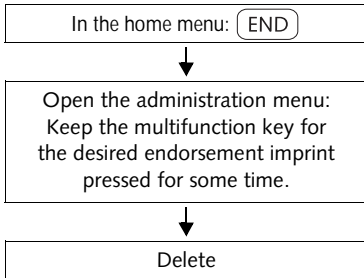 In the home menu: END
Open the administration menu:
Keep the multifunction key for
the desired endorsement imprint
pressed for some time.
Delete